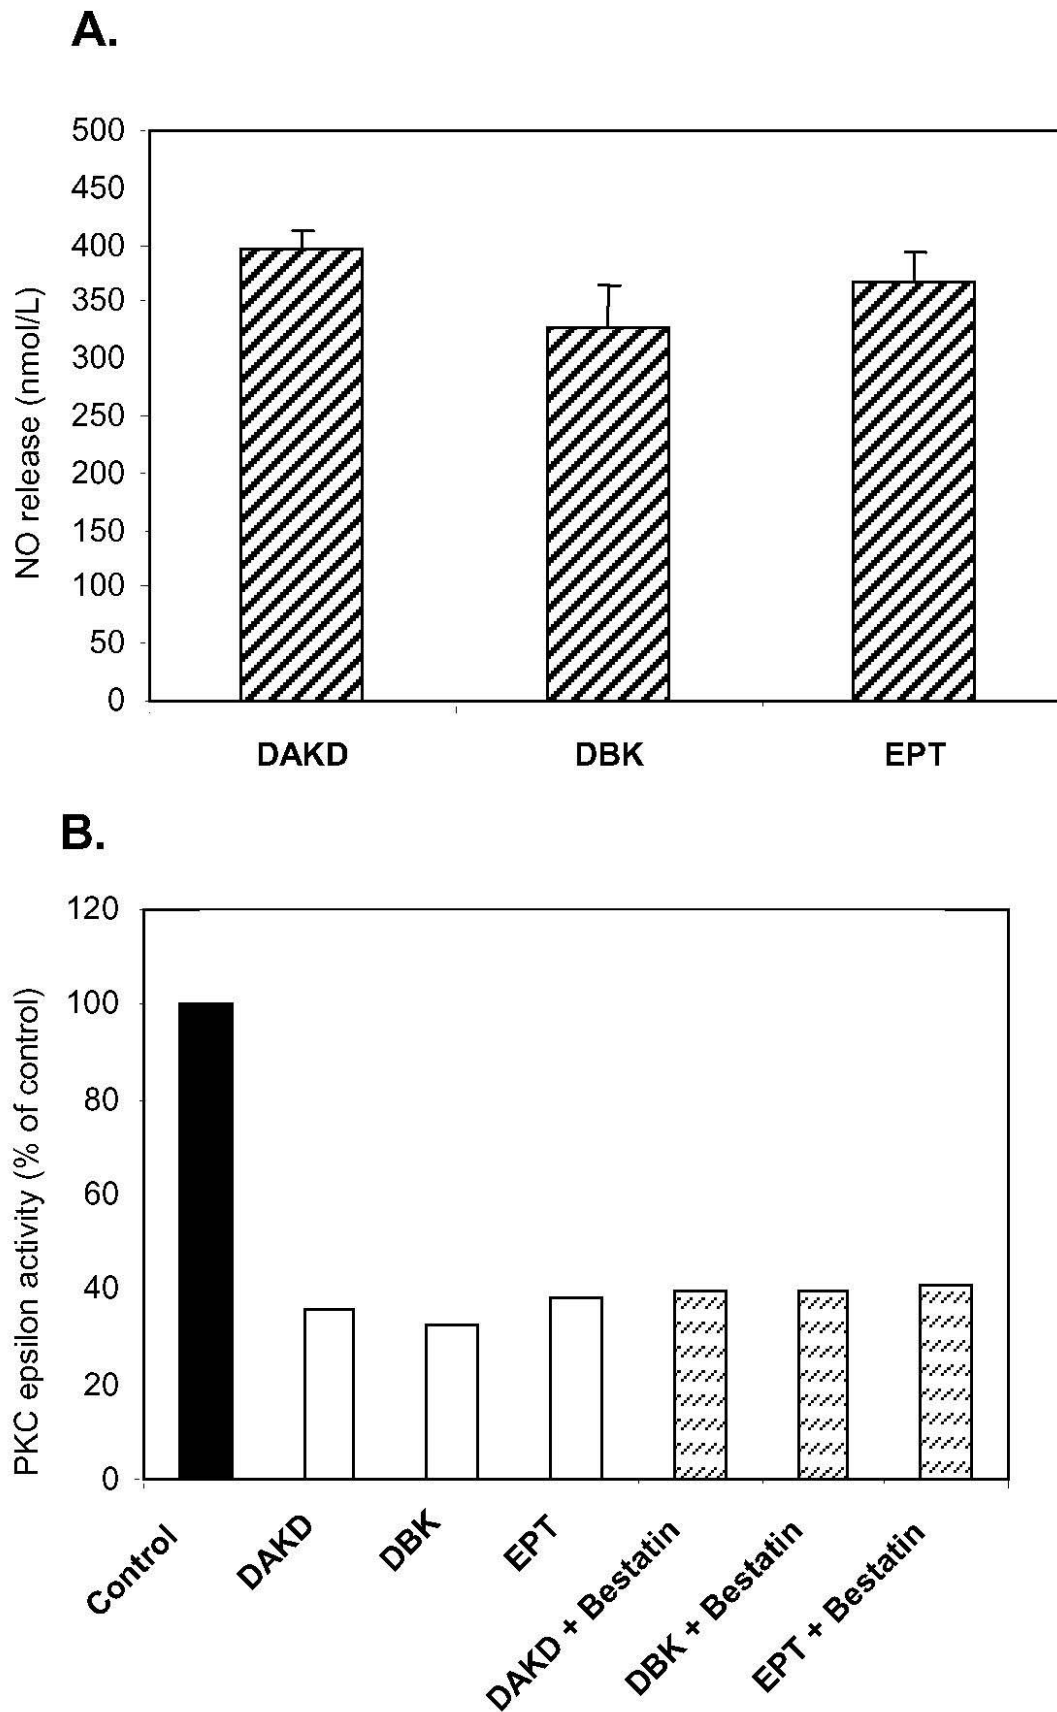 A.
NO release (nmol/L)
500
450
400
350
300
250
200
150
100
50
0
DAKD DBK EPT
B.
PKC epsilon activity (% of control)
120
100
80
60
40
20
0
Control
DAKD
DBK
EPT
DAKD + Bestatin
DBK + Bestatin
EPT + Bestatin